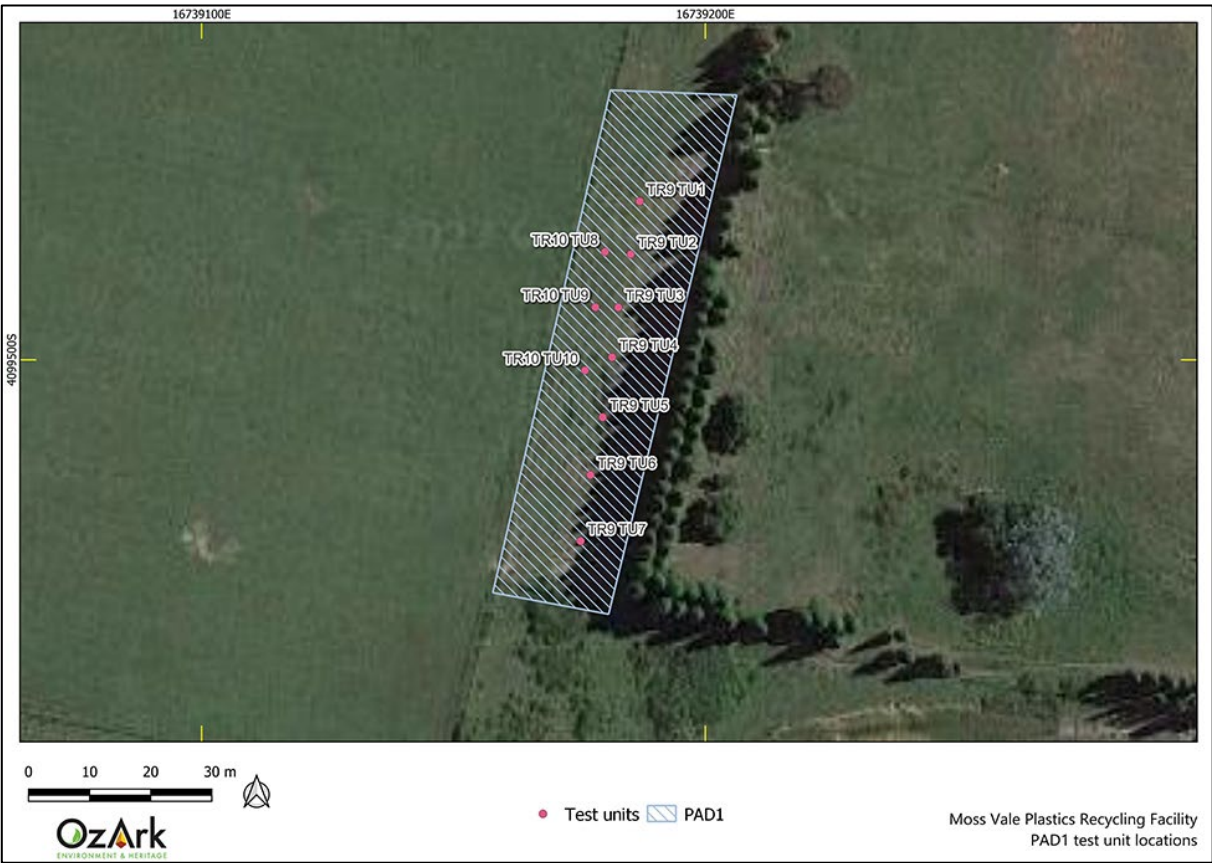 16739100E
16739200E
4099500S
TR9 TU1
TR10 TU8
TR9 TU2
TR10 TU9
TR9 TU3
TR9 TU4
TR10 TU10
TR9 TU5
TR9 TU6
TR9 TU7
0 10 20 30 m
OzArk
ENVIRONMENT & HERITAGE
Test units
PAD1
Moss Vale Plastics Recycling Facility
PAD1 test unit locations